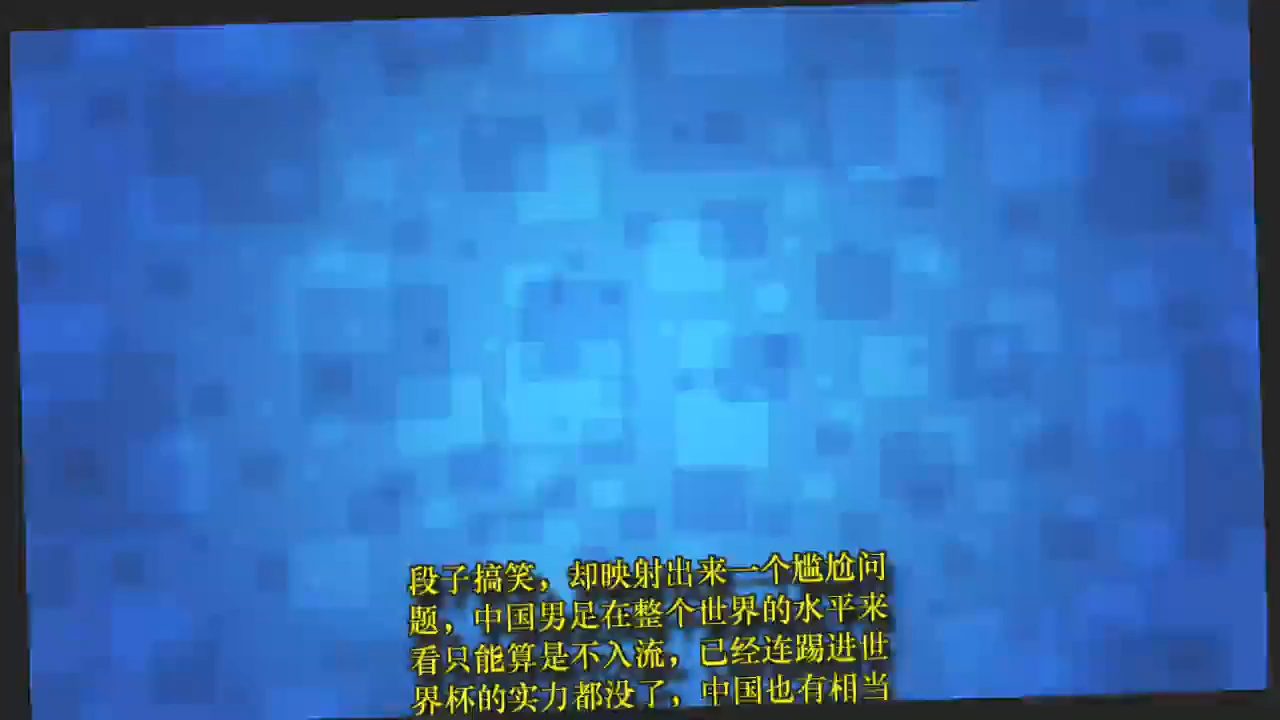 段子搞笑，却映射出来一个尴尬问
题，中国男足在整个世界的水平来
看只能算是不入流，已经连踢进世
界杯的实力都没了，中国也有相当